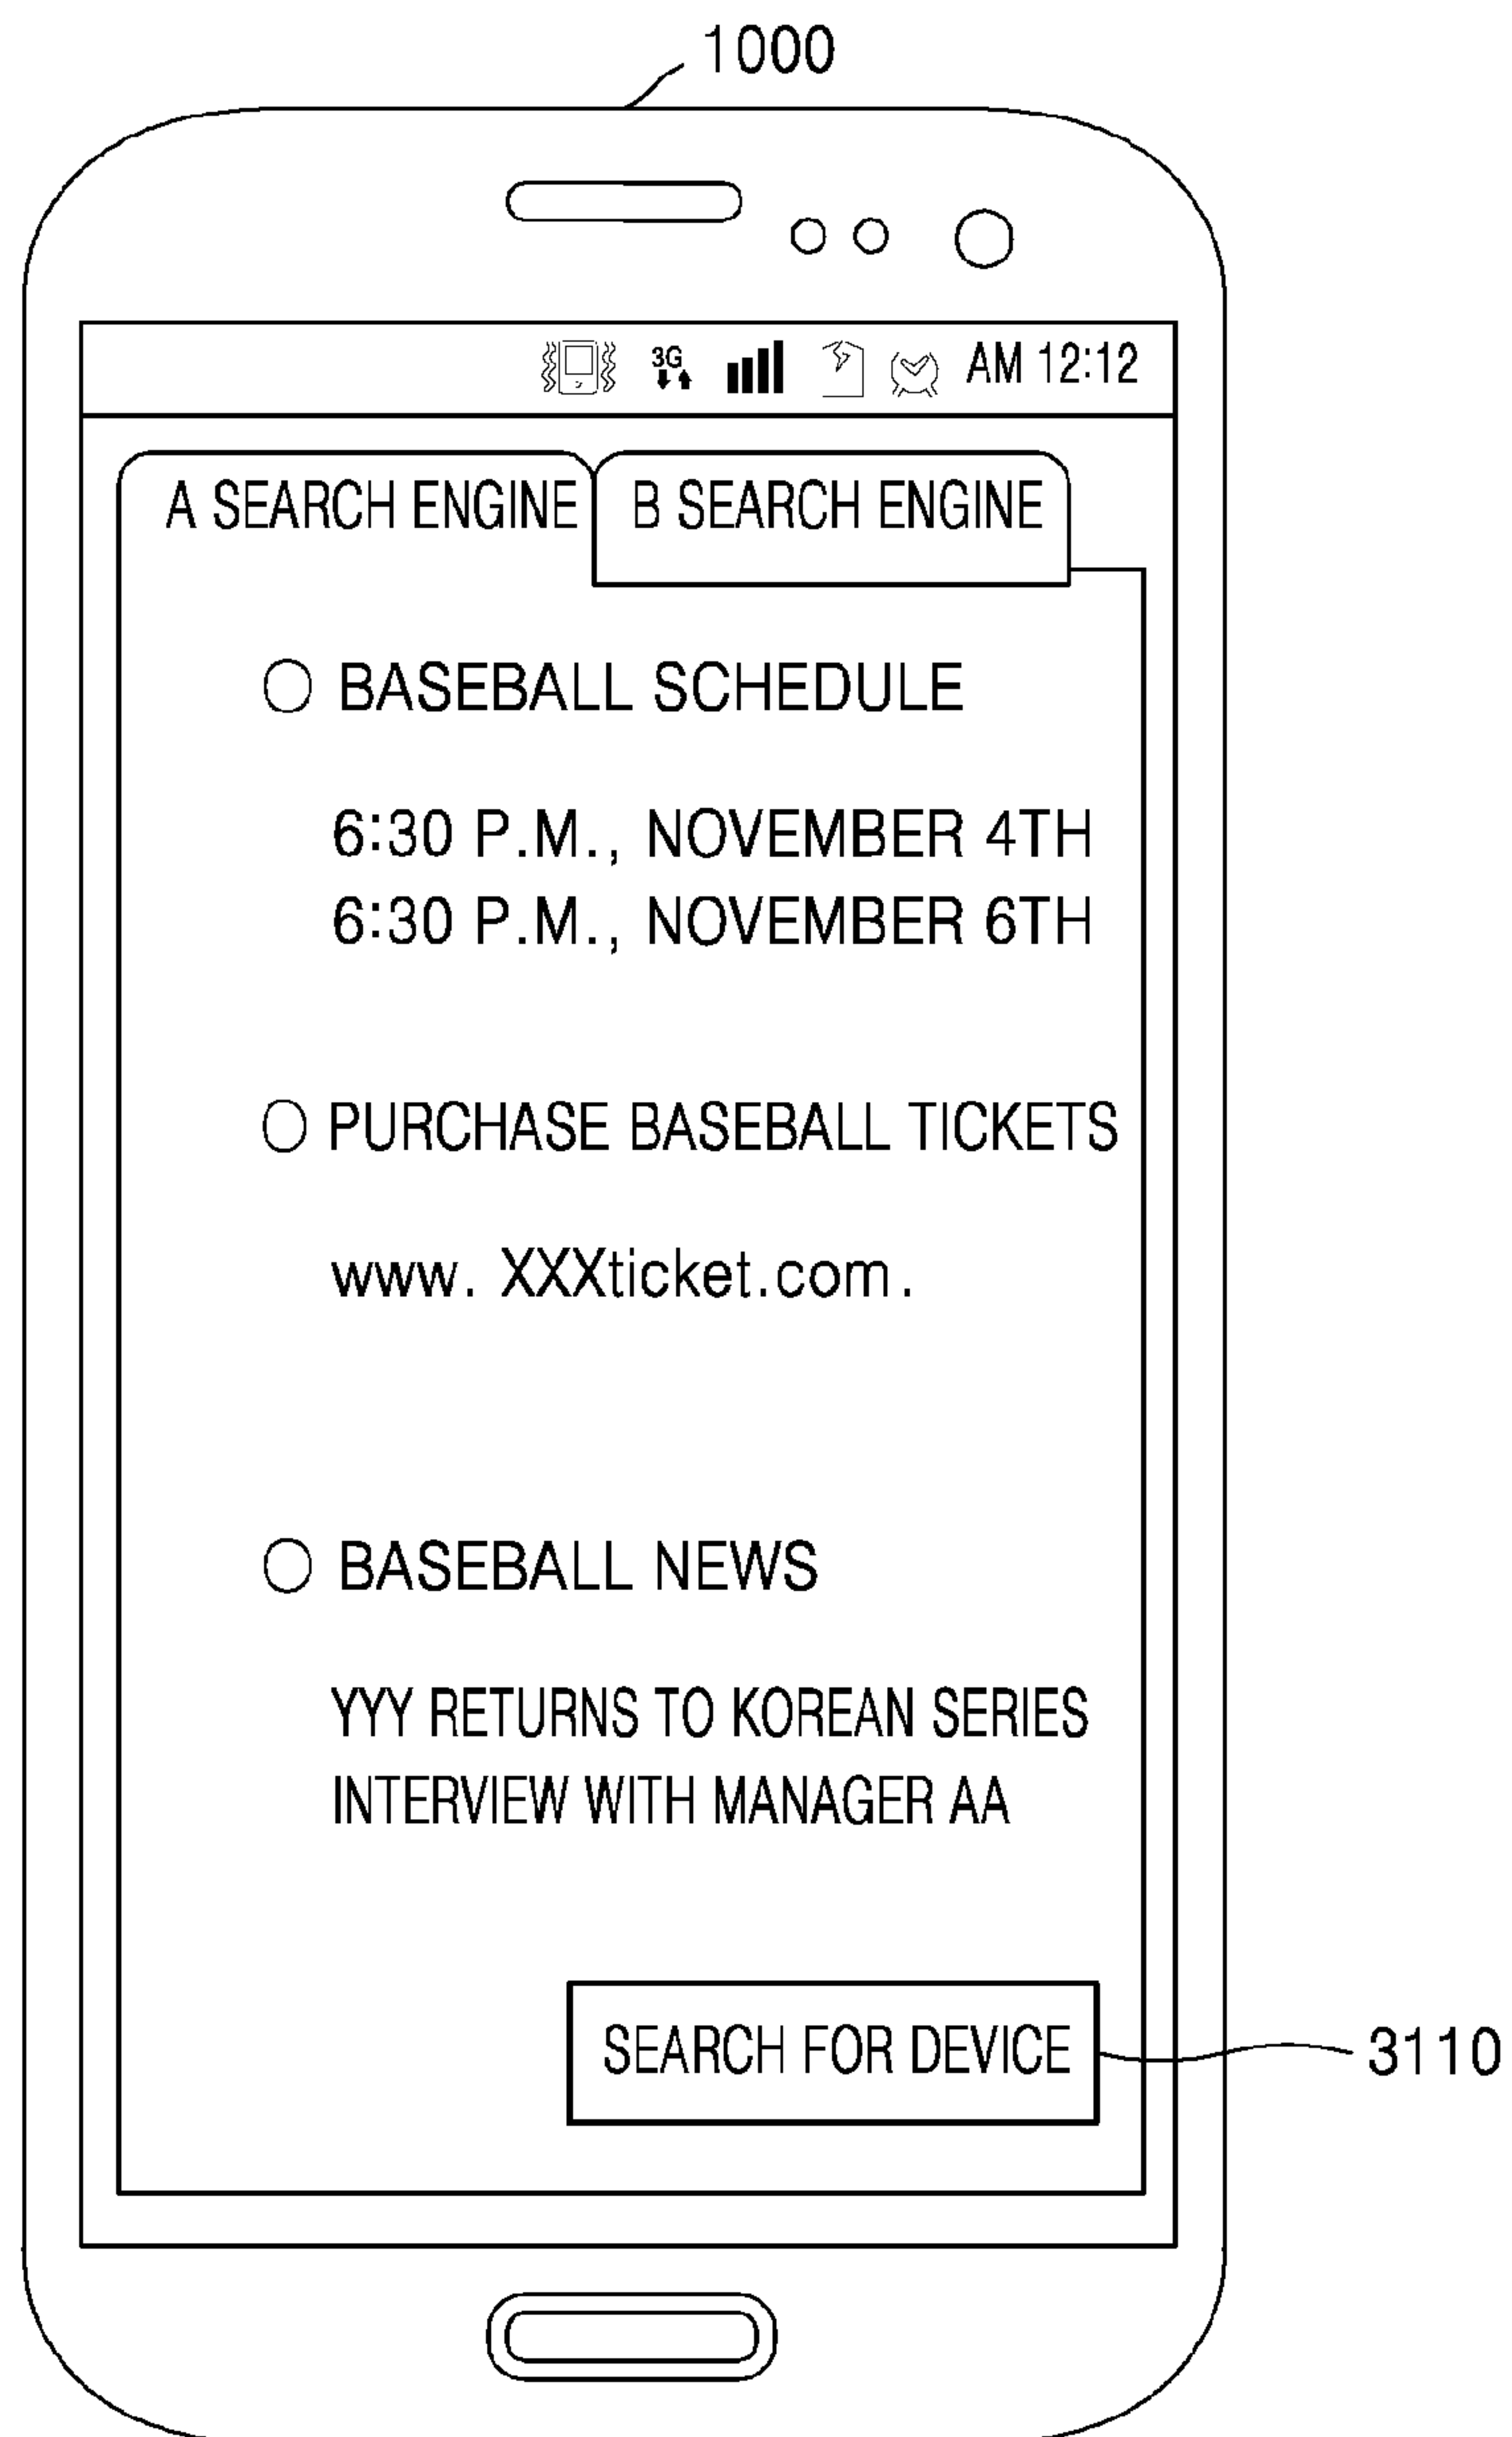 1000
3G
AM 12:12
A SEARCH ENGINE
B SEARCH ENGINE
BASEBALL SCHEDULE
6:30 P.M., NOVEMBER 4TH
6:30 P.M., NOVEMBER 6TH
PURCHASE BASEBALL TICKETS
www. XXXticket.com.
BASEBALL NEWS
YYY RETURNS TO KOREAN SERIES
INTERVIEW WITH MANAGER AA
SEARCH FOR DEVICE
3110